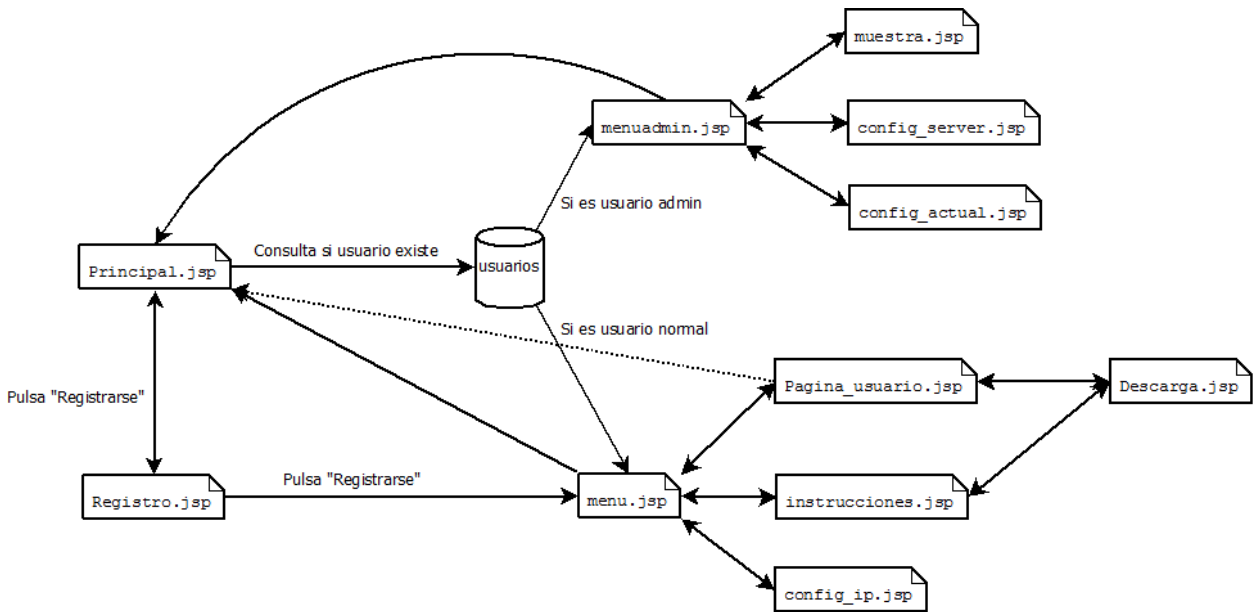 muestra.jsp
menuadmin.jsp
config_server.jsp
Si es usuario admin
config_actual.jsp
Consulta si usuario existe
Principal.jsp
usuarios
Si es usuario normal
Pulsa "Registrarse"
Pagina_usuario.jsp
Descarga.jsp
Registro.jsp
Pulsa "Registrarse"
menu.jsp
instrucciones.jsp
config_ip.jsp